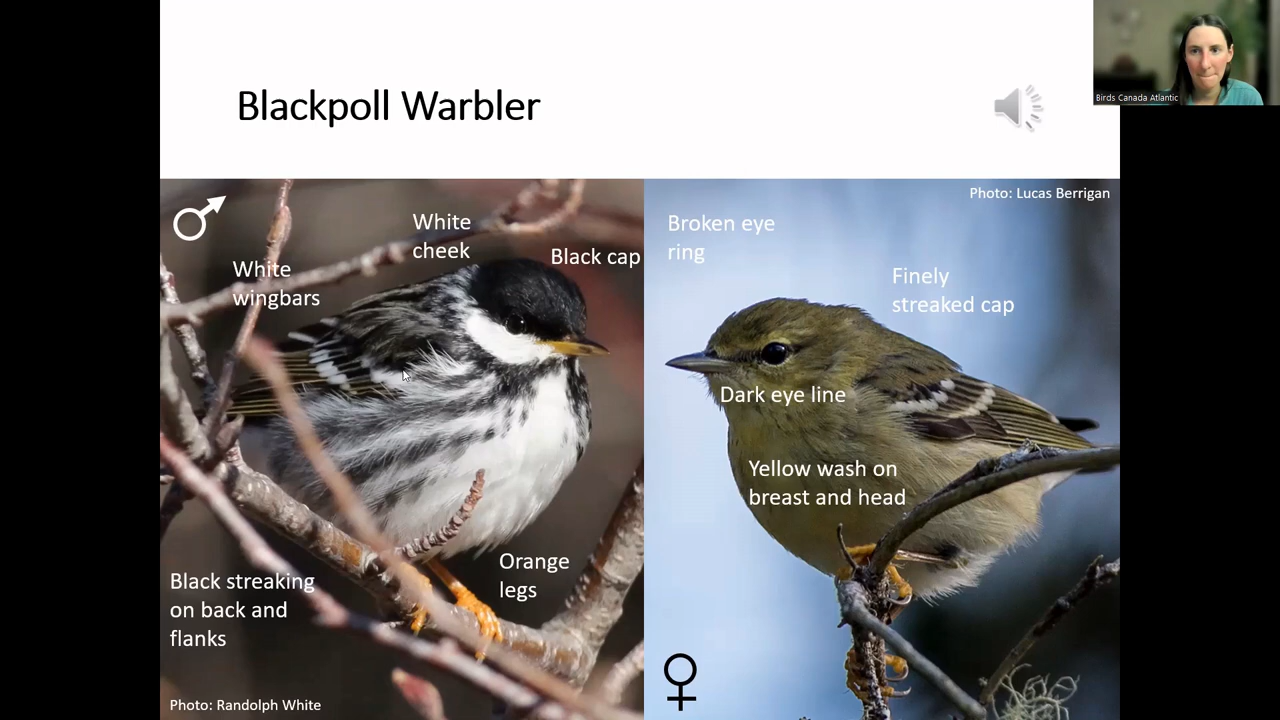 Blackpoll Warbler
Birds Canada Atlantic
Photo: Lucas Berrigan
White
cheek
Black cap
White
wingbars
Broken eye
ring
Finely
streaked cap
Dark eye line
Yellow wash on
breast and head
Orange
legs
Black streaking
on back and
flanks
Photo: Randolph White